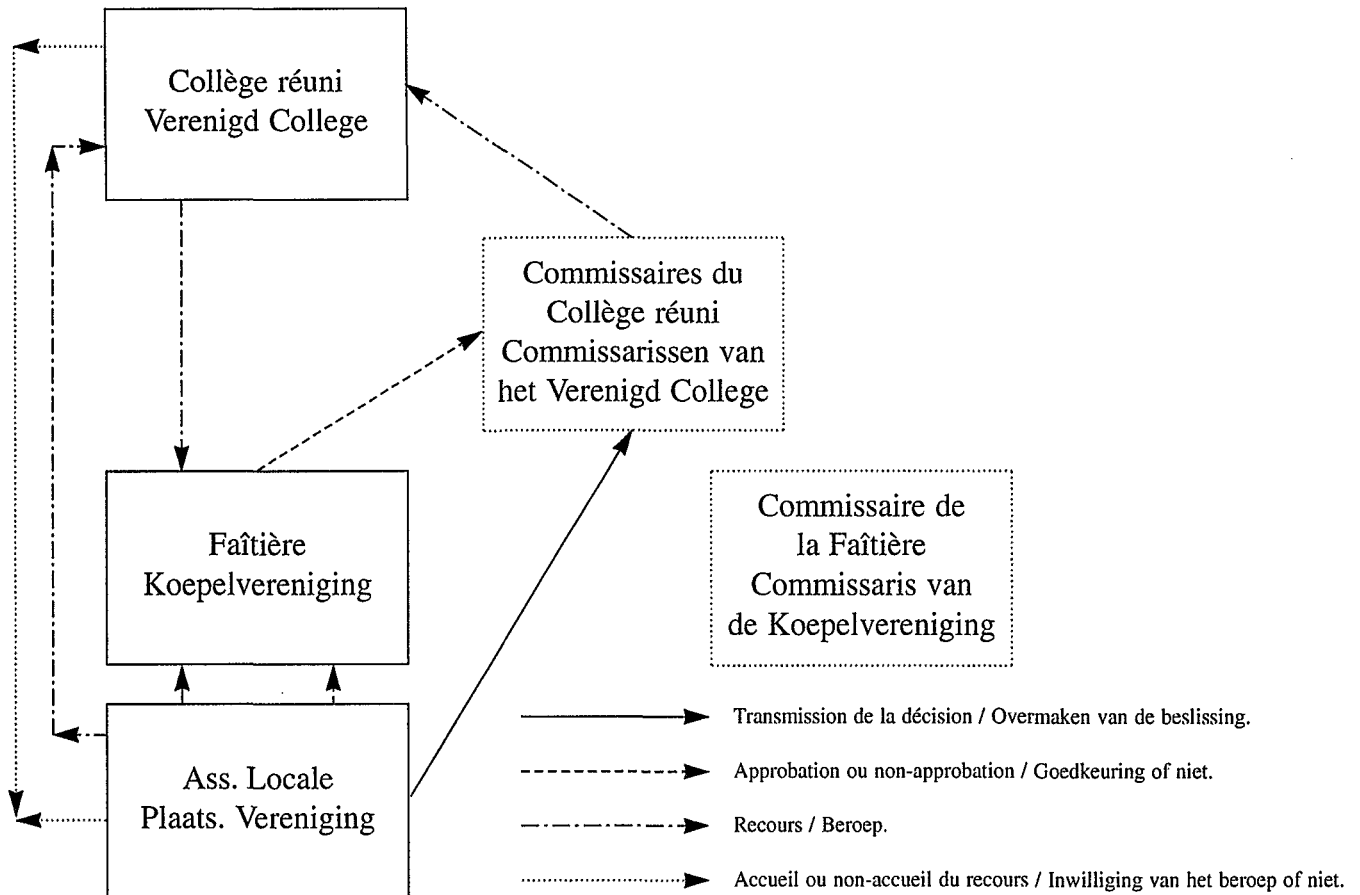 Collège réuni
Verenigd College
Commissaires du
Collège réuni
Commissarissen van
het Verenigd College
Faîtière
Koepelvereniging
Commissaire de
la Faîtière
Commissaris van
de Koepelvereniging
Ass. Locale
Plaats. Vereniging
Transmission de la décision / Overmaken van de beslissing.
Approbation ou non-approbation / Goedkeuring of niet.
Recours / Beroep.
Accueil ou non-accueil du recours / Inwilliging van het beroep of niet.